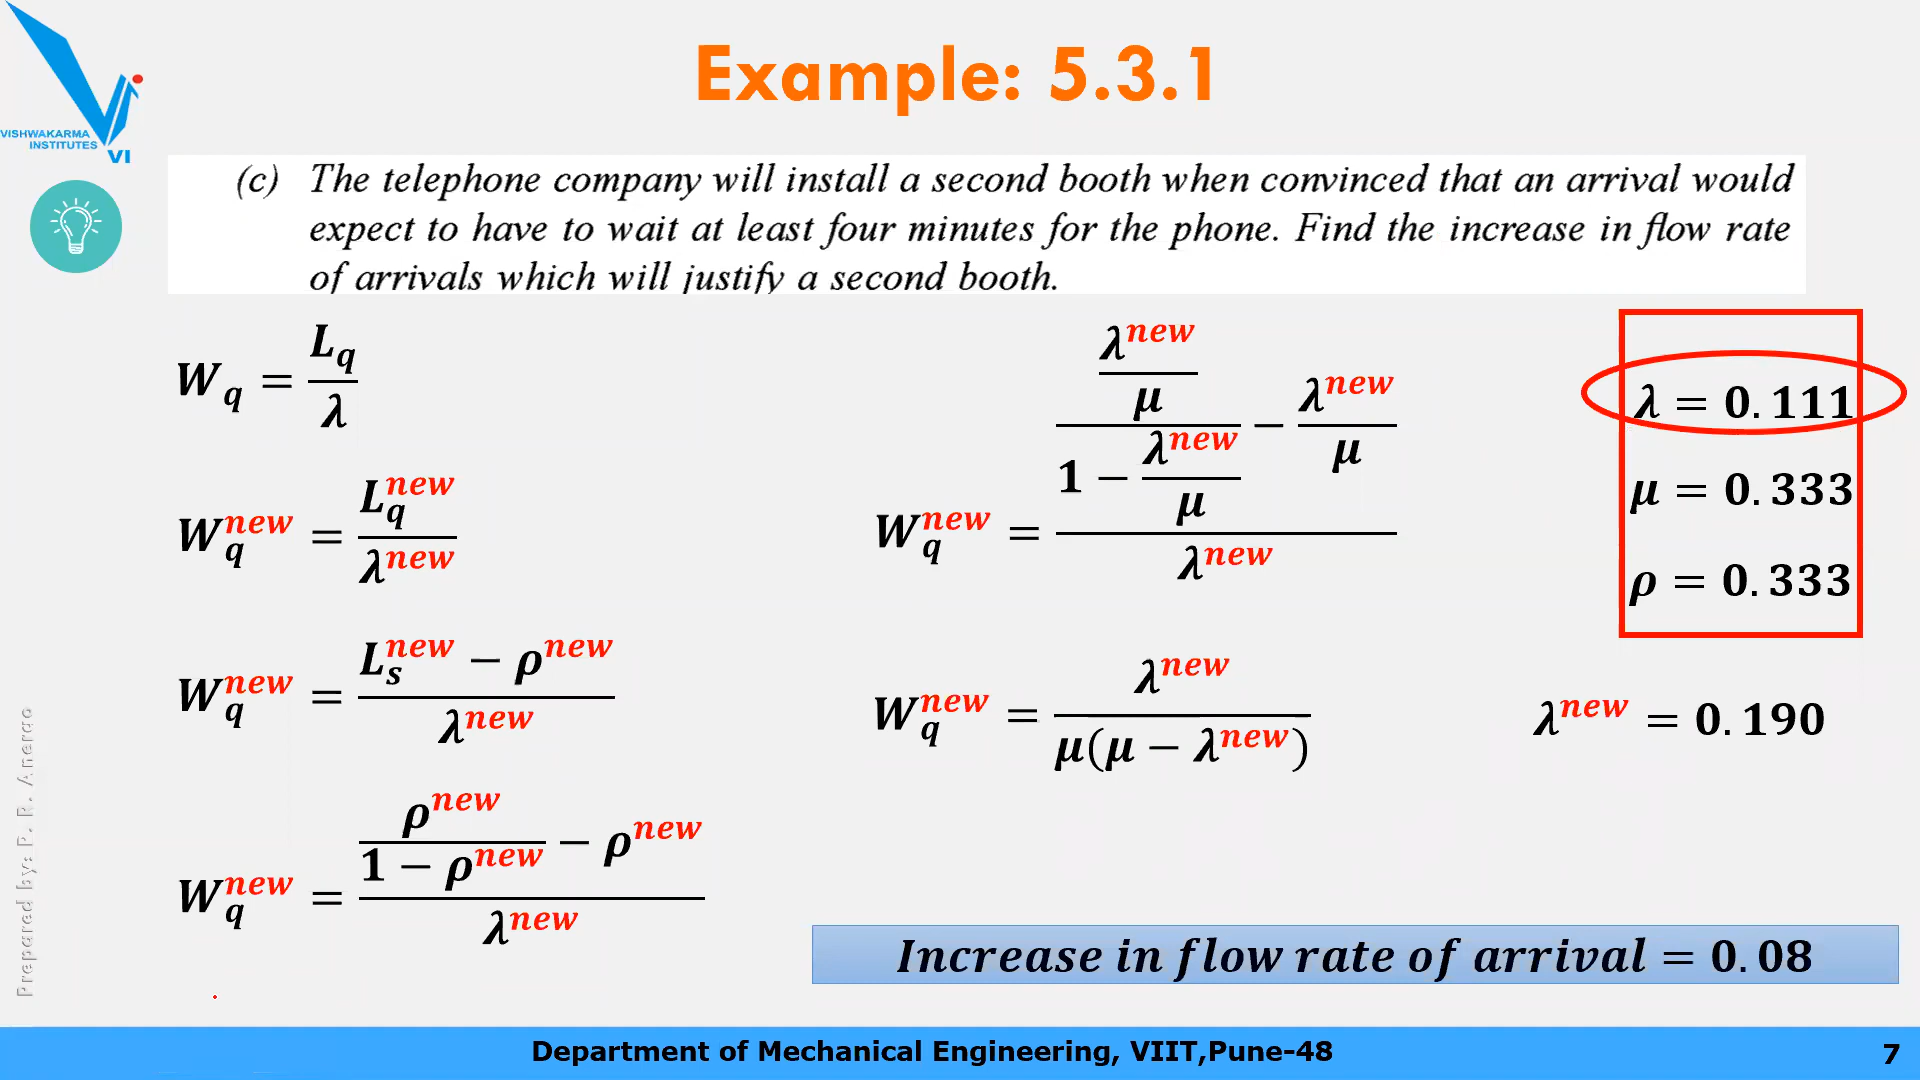 Example: 5.3.1
VISHWAKARMA
INSTITUTES
VI
(c) The telephone company will install a second booth when convinced that an arrival would
expect to have to wait at least four minutes for the phone. Find the increase in flow rate
of arrivals which will justify a second booth.
W_q = L_q / λ
W_q^new = L_q^new / λ^new
W_q^new = (L_s^new − ρ^new) / λ^new
W_q^new = (ρ^new / (1 − ρ^new) − ρ^new) / λ^new
W_q^new = ((λ^new / μ) / (1 − λ^new / μ) − λ^new / μ) / λ^new
W_q^new = λ^new / μ(μ − λ^new)
λ = 0.111
μ = 0.333
ρ = 0.333
λ^new = 0.190
Increase in flow rate of arrival = 0.08
Prepared by: P. R. Anerao
Department of Mechanical Engineering, VIIT,Pune-48
7